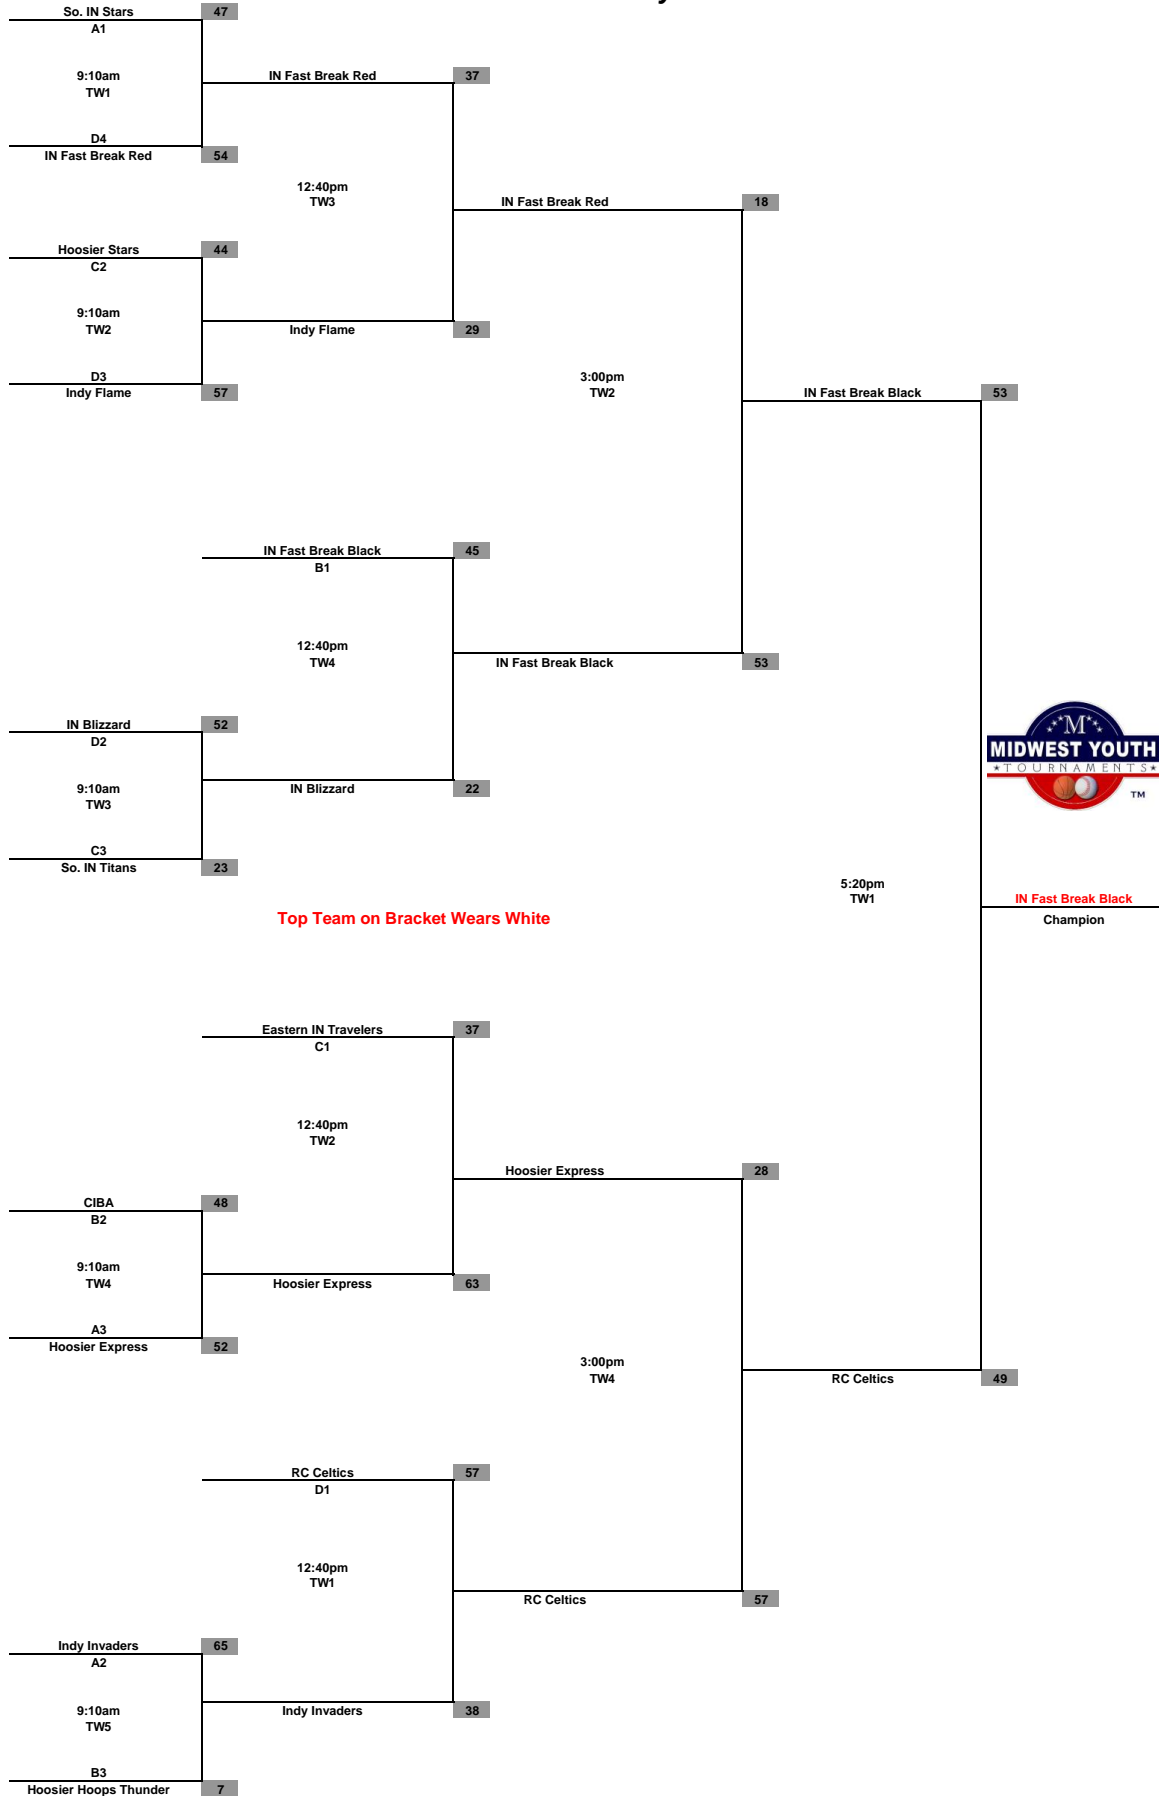 So. IN Stars 47
A1
9:10am
TW1
IN Fast Break Red 37
D4
IN Fast Break Red 54
12:40pm
TW3
IN Fast Break Red 18
Hoosier Stars 44
C2
9:10am
TW2
Indy Flame 29
D3
Indy Flame 57
3:00pm
TW2
IN Fast Break Black 53
IN Fast Break Black 45
B1
12:40pm
TW4
IN Fast Break Black 53
IN Blizzard 52
D2
9:10am
TW3
IN Blizzard 22
C3
So. IN Titans 23
M
MIDWEST YOUTH
TOURNAMENTS
TM
5:20pm
TW1
IN Fast Break Black
Champion
Top Team on Bracket Wears White
Eastern IN Travelers 37
C1
12:40pm
TW2
Hoosier Express 28
CIBA 48
B2
9:10am
TW4
Hoosier Express 63
A3
Hoosier Express 52
3:00pm
TW4
RC Celtics 49
RC Celtics 57
D1
12:40pm
TW1
RC Celtics 57
Indy Invaders 65
A2
9:10am
TW5
Indy Invaders 38
B3
Hoosier Hoops Thunder 7